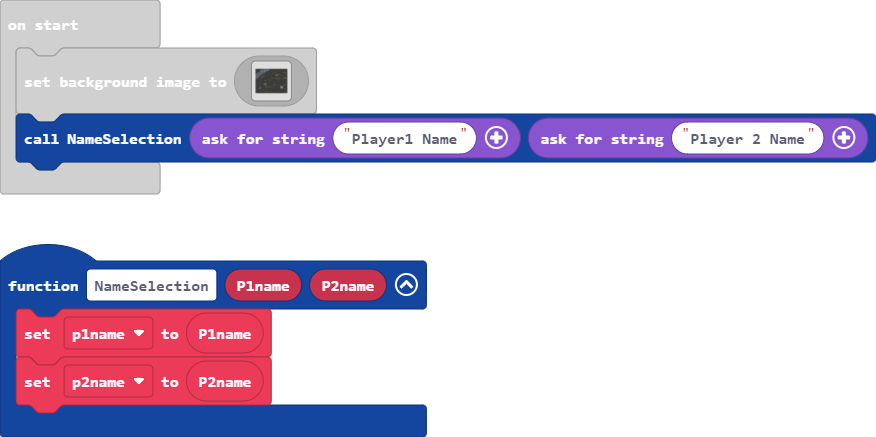 on start
set background image to
call NameSelection ask for string "Player1 Name" ask for string "Player 2 Name"
function NameSelection P1name P2name
set p1name to P1name
set p2name to P2name